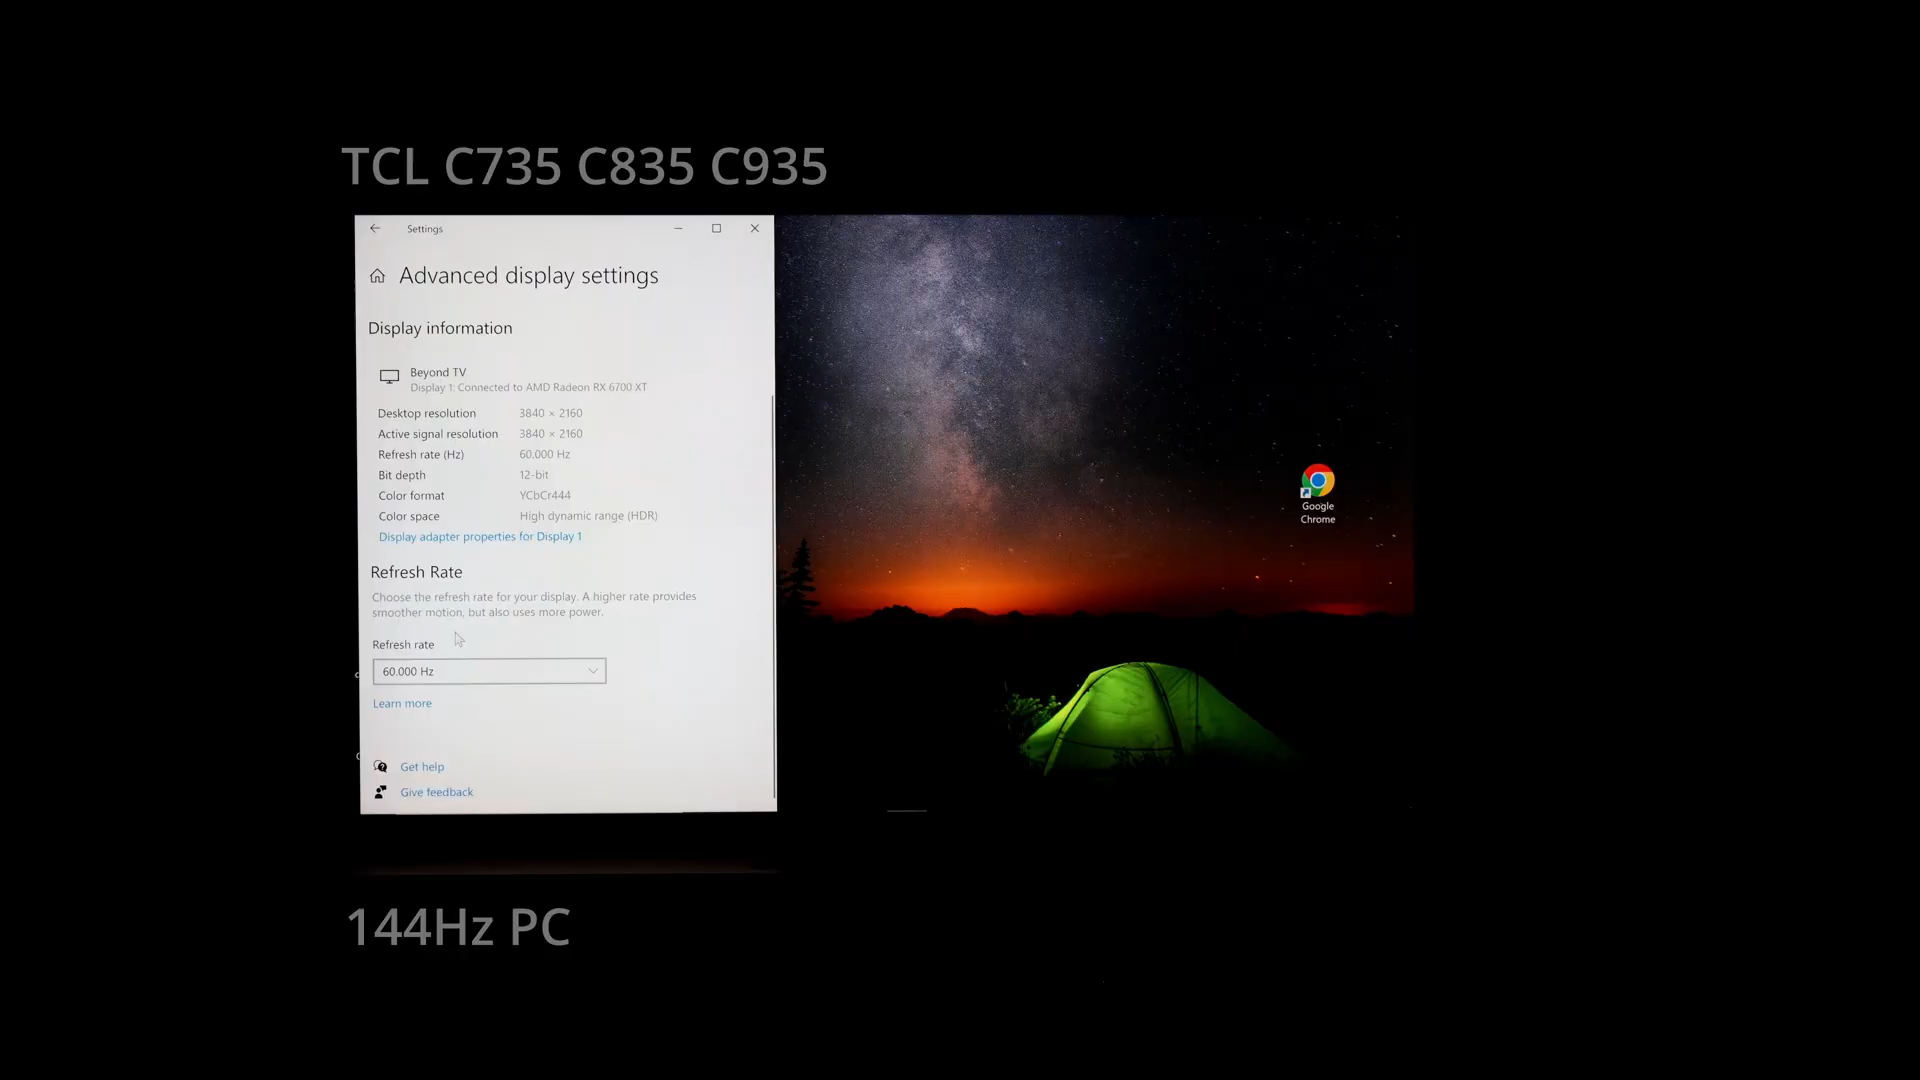 TCL C735 C835 C935
Settings
Advanced display settings
Display information
Beyond TV
Display 1: Connected to AMD Radeon RX 6700 XT
Desktop resolution 3840 × 2160
Active signal resolution 3840 × 2160
Refresh rate (Hz) 60.000 Hz
Bit depth 12-bit
Color format YCbCr444
Color space High dynamic range (HDR)
Display adapter properties for Display 1
Refresh Rate
Choose the refresh rate for your display. A higher rate provides
smoother motion, but also uses more power.
Refresh rate
60.000 Hz
Learn more
Get help
Give feedback
Google
Chrome
144Hz PC